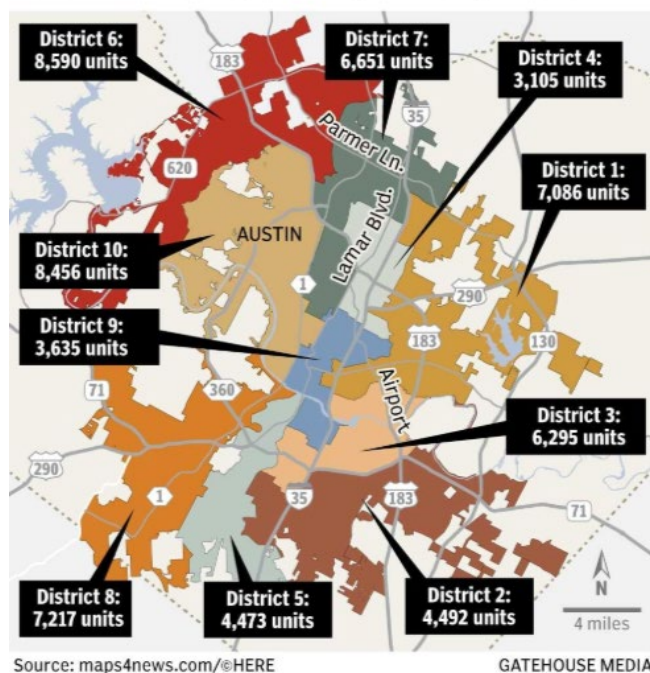 District 6:
8,590 units
District 7:
6,651 units
District 4:
3,105 units
183
35
Parmer Ln.
620
District 1:
7,086 units
Lamar Blvd.
AUSTIN
District 10:
8,456 units
1
290
District 9:
3,635 units
183
130
71
360
Airport
District 3:
6,295 units
290
1
35
183
71
District 8:
7,217 units
District 5:
4,473 units
District 2:
4,492 units
N
4 miles
Source: maps4news.com/©HERE
GATEHOUSE MEDIA